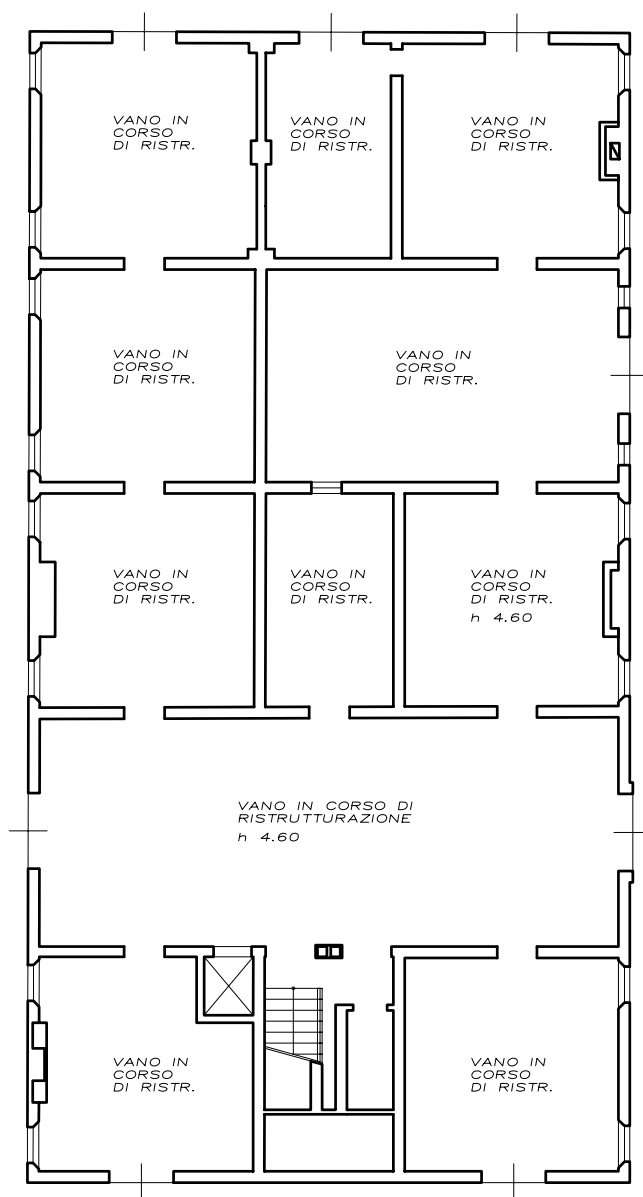 VANO IN
CORSO
DI RISTR.
VANO IN
CORSO
DI RISTR.
VANO IN
CORSO
DI RISTR.
VANO IN
CORSO
DI RISTR.
VANO IN
CORSO
DI RISTR.
VANO IN
CORSO
DI RISTR.
VANO IN
CORSO
DI RISTR.
VANO IN
CORSO
DI RISTR.
h 4.60
VANO IN CORSO DI
RISTRUTTURAZIONE
h 4.60
VANO IN
CORSO
DI RISTR.
VANO IN
CORSO
DI RISTR.